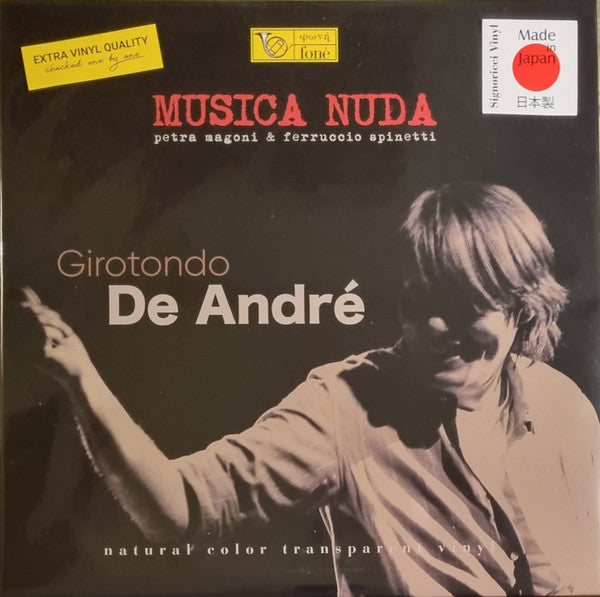 EXTRA VINYL QUALITY
checked one by one
φωνή
fonè
Signoricci Vinyl
Made
in
Japan
日本製
MUSICA NUDA
petra magoni & ferruccio spinetti
Girotondo
De André
natural color transparent vinyl